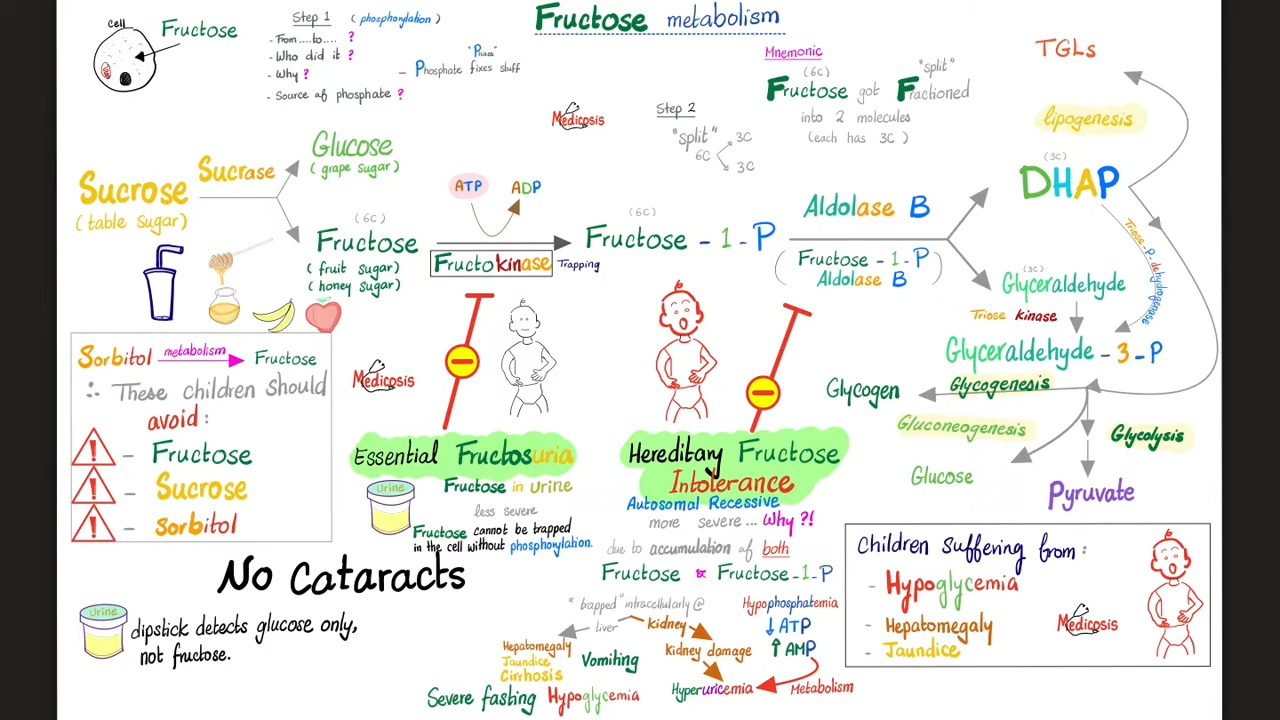 Fructose metabolism
cell
Fructose
Step 1 (phosphorylation)
- From....to.... ?
- Who did it ?
- Why ?
- Source of phosphate ?
"Phixes"
- Phosphate fixes stuff
Medicosis
Step 2
"split"
6C
3C
3C
Mnemonic
(6C) "split"
Fructose got Fractioned
into 2 molecules
(each has 3C)
TGLs
lipogenesis
Sucrose
(table sugar)
Sucrase
Glucose
(grape sugar)
(6C)
Fructose
(fruit sugar)
(honey sugar)
ATP ADP
Fructokinase Trapping
(6C)
Fructose - 1 - P
Aldolase B
(Fructose - 1 - P
Aldolase B)
(3C)
DHAP
Triose-P-dehydrogenase
(3C)
Glyceraldehyde
Triose kinase
Glyceraldehyde - 3 - P
Glycogen
Glycogenesis
Gluconeogenesis
Glycolysis
Glucose
Pyruvate
Sorbitol metabolism Fructose
∴ These children should
avoid :
! - Fructose
! - Sucrose
! - Sorbitol
Medicosis
Essential Fructosuria
Urine
Fructose in Urine
less severe
Fructose cannot be trapped
in the cell without phosphorylation.
Hereditary Fructose
Intolerance
Autosomal Recessive
more severe ... Why ?!
due to accumulation of both
Fructose & Fructose-1-P
"trapped" intracellularly @
liver
kidney
Hepatomegaly
Jaundice
Cirrhosis
Vomiting
Severe fasting Hypoglycemia
kidney damage
Hyperuricemia
Hypophosphatemia
↓ ATP
↑ AMP
Metabolism
No Cataracts
Urine
dipstick detects glucose only,
not fructose.
Children suffering from :
- Hypoglycemia
- Hepatomegaly
- Jaundice
Medicosis